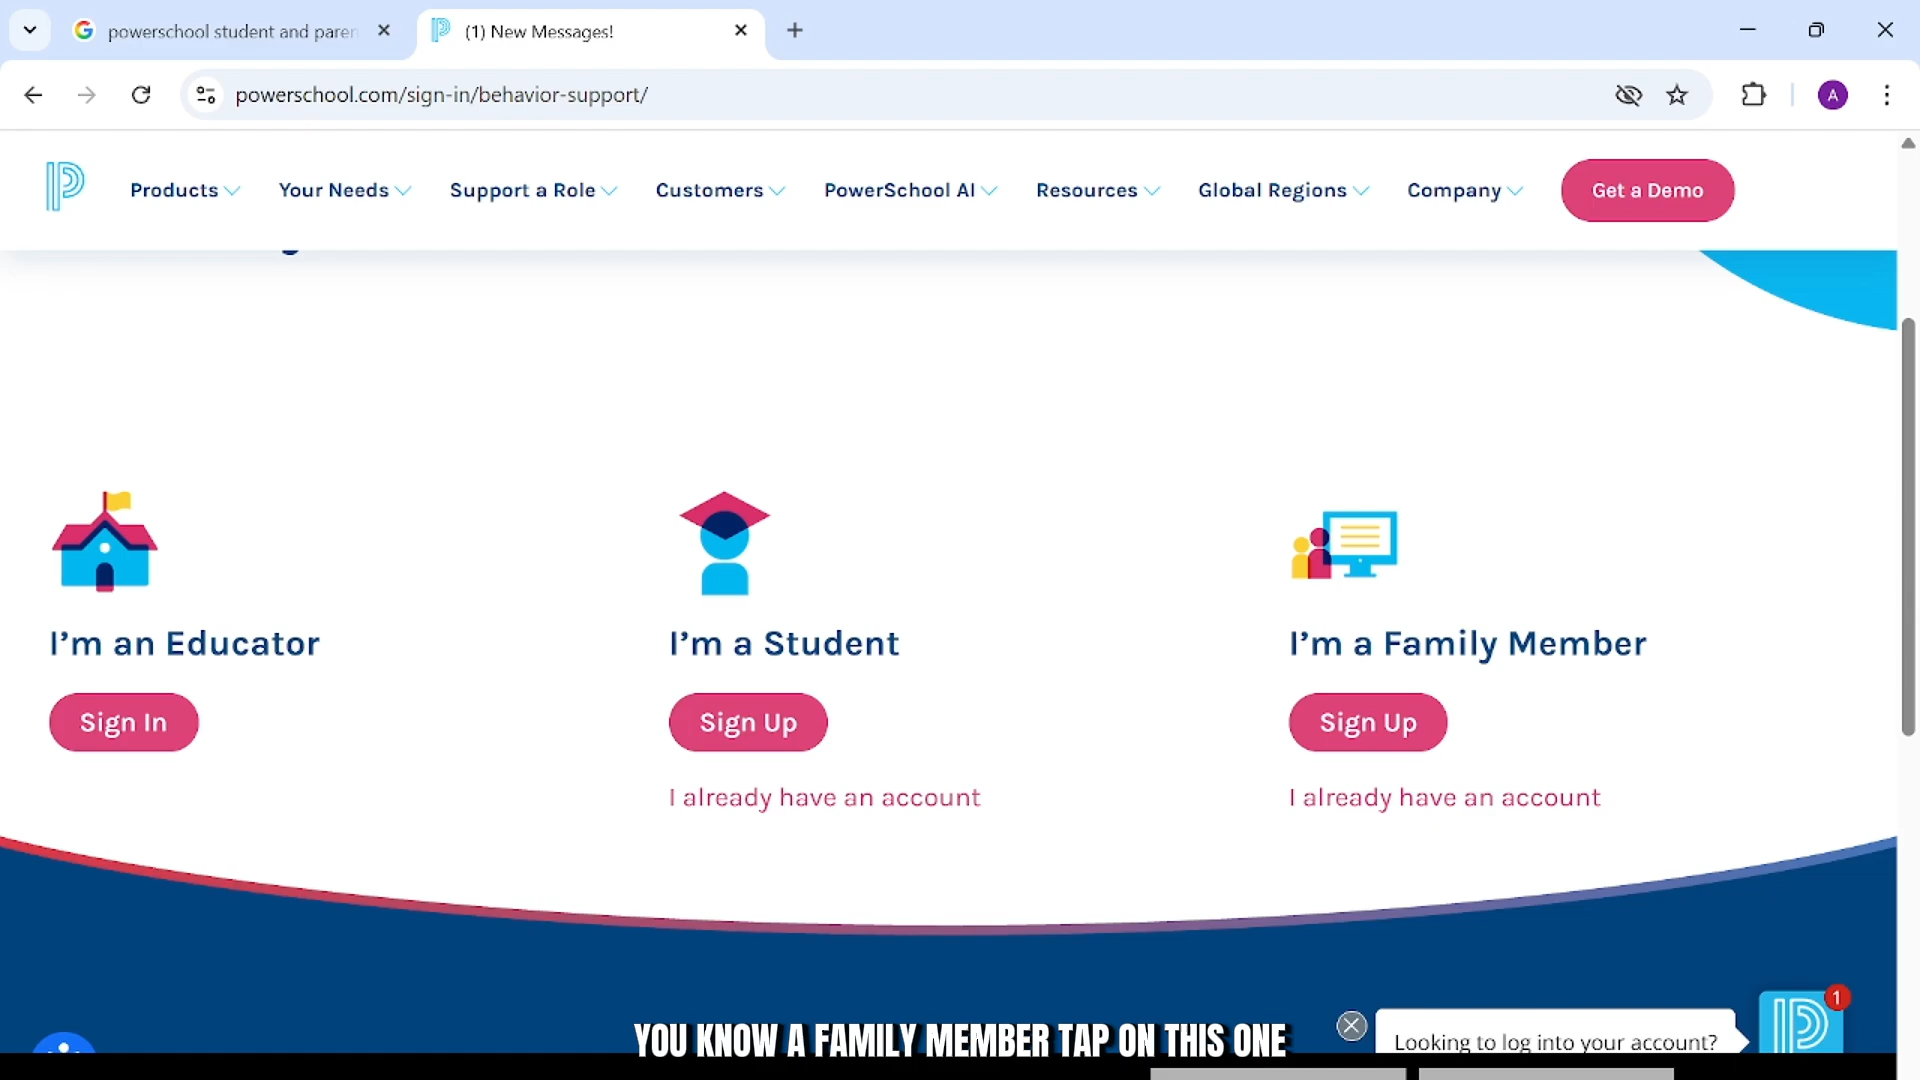 powerschool student and paren
(1) New Messages!
powerschool.com/sign-in/behavior-support/
A
Products
Your Needs
Support a Role
Customers
PowerSchool AI
Resources
Global Regions
Company
Get a Demo
I'm an Educator
I'm a Student
I'm a Family Member
Sign In
Sign Up
Sign Up
I already have an account
I already have an account
1
YOU KNOW A FAMILY MEMBER TAP ON THIS ONE
Looking to log into your account?